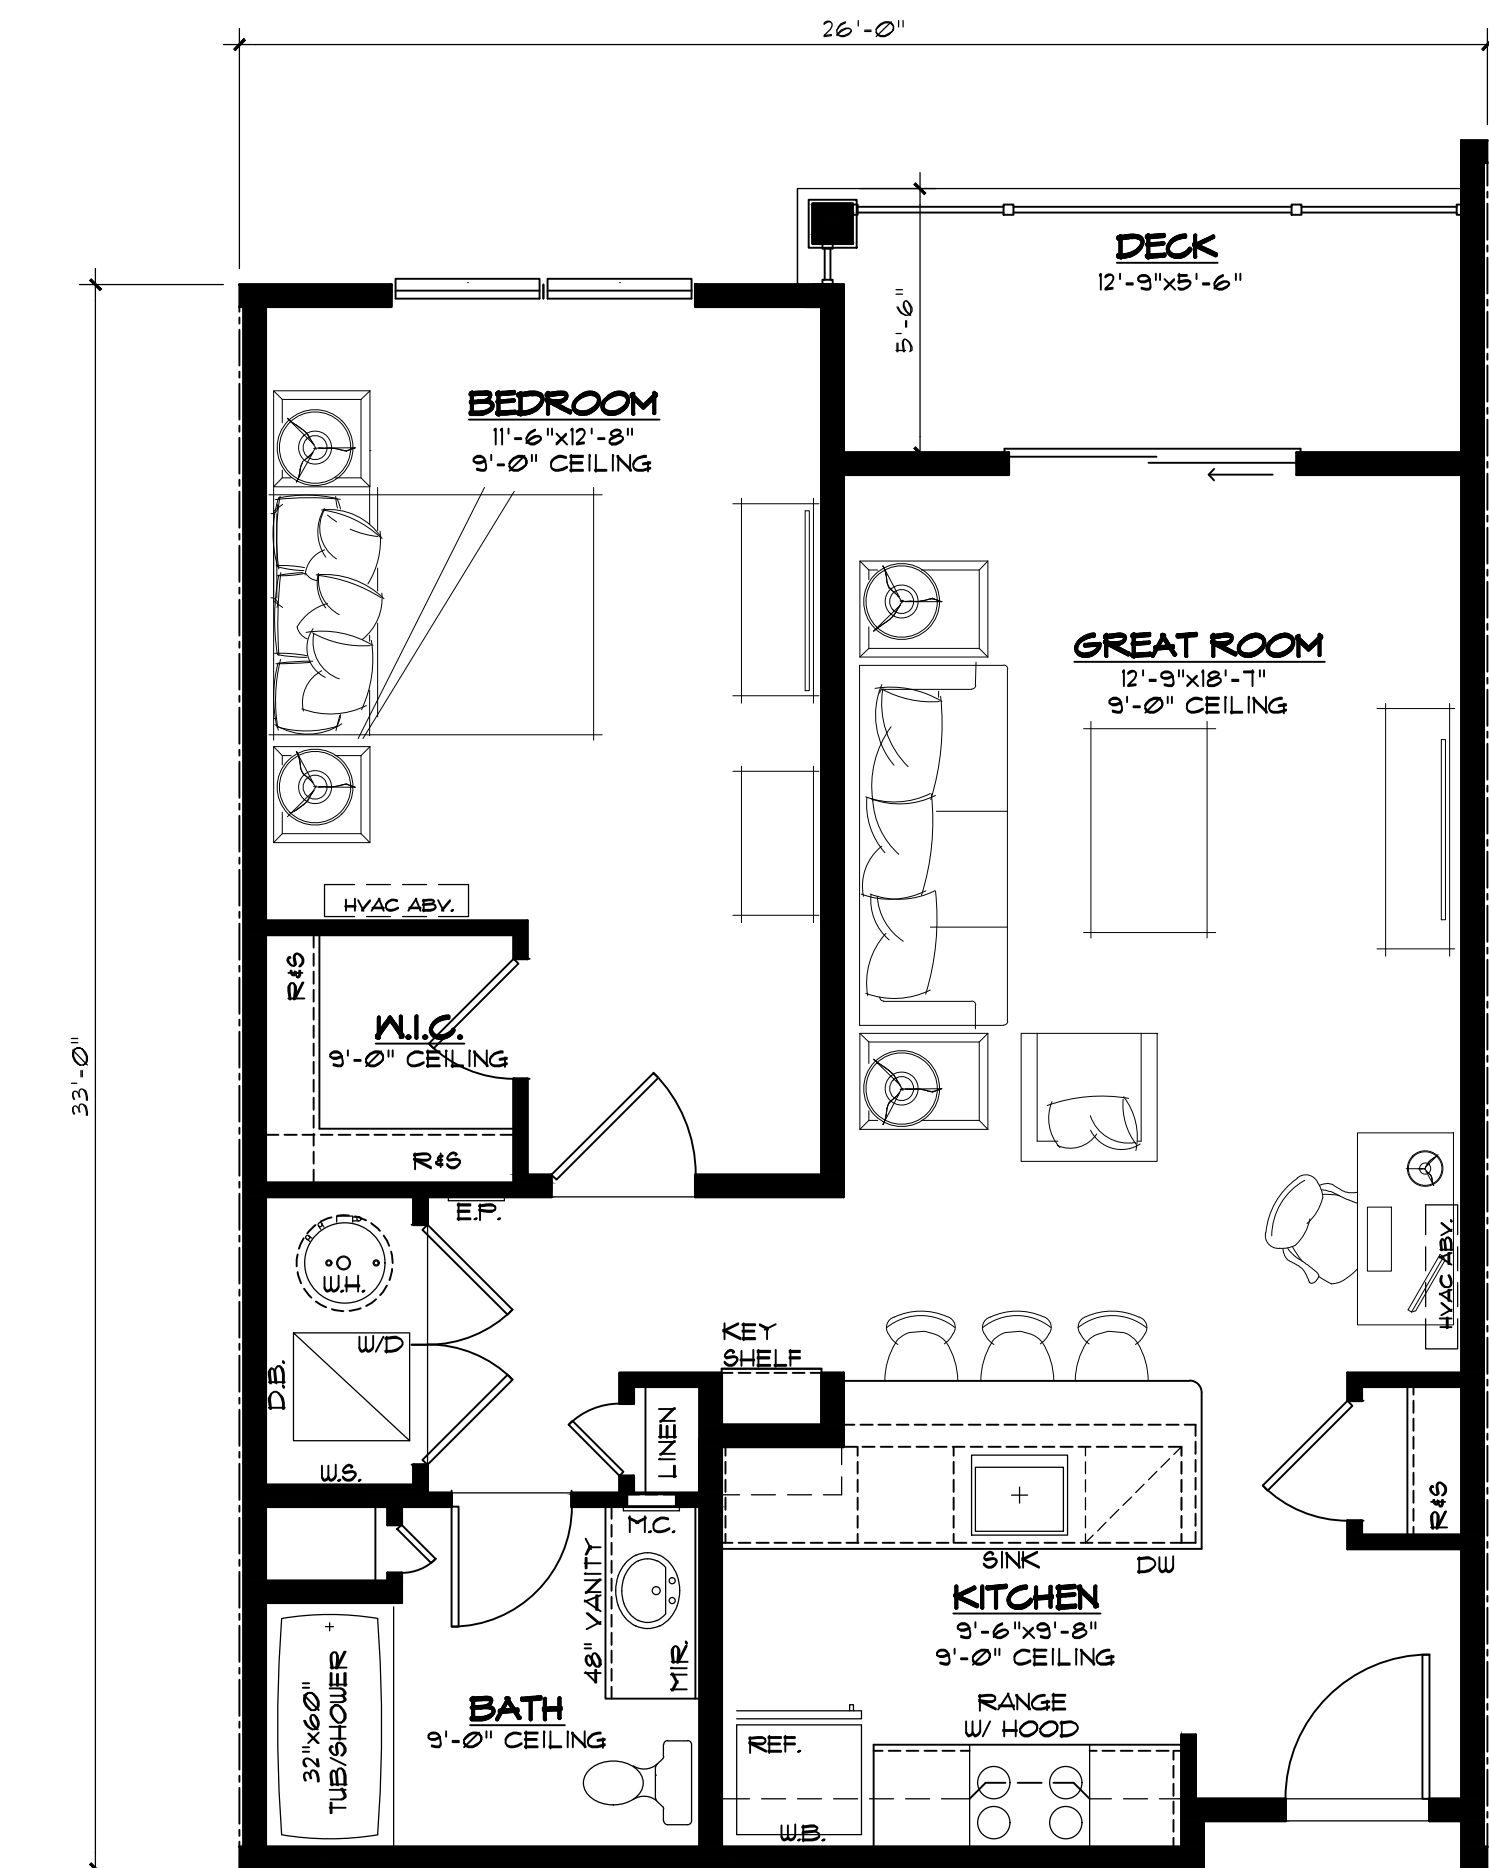 26'-0"
DECK
12'-9"x5'-6"
5'-6"
BEDROOM
11'-6"x12'-8"
9'-0" CEILING
GREAT ROOM
12'-9"x18'-7"
9'-0" CEILING
HVAC ABV.
R&S
W.I.C.
9'-0" CEILING
R&S
33'-0"
E.P.
W.H.
HVAC ABV.
W/D
D.B.
KEY
SHELF
LINEN
W.S.
R&S
M.C.
SINK
DW
48" VANITY
KITCHEN
9'-6"x9'-8"
9'-0" CEILING
MIR.
32"x60"
TUB/SHOWER
BATH
9'-0" CEILING
RANGE
W/ HOOD
REF.
W.B.